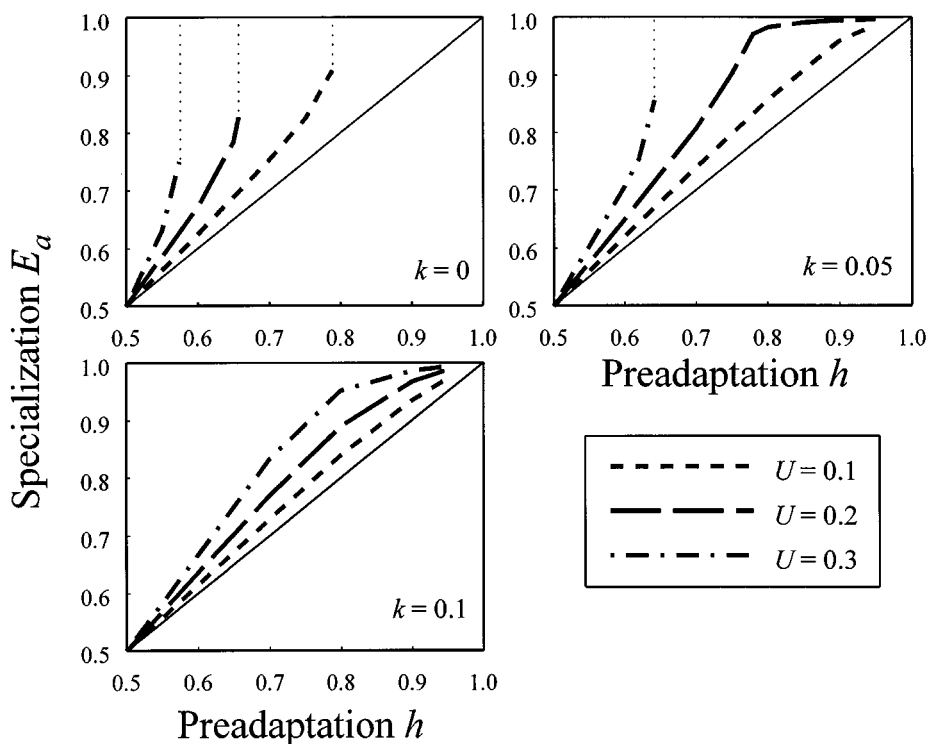 Specialization E_a
1.0
0.9
0.8
0.7
0.6
0.5
k = 0
0.5 0.6 0.7 0.8 0.9 1.0
1.0
0.9
0.8
0.7
0.6
0.5
k = 0.05
0.5 0.6 0.7 0.8 0.9 1.0
Preadaptation h
1.0
0.9
0.8
0.7
0.6
0.5
k = 0.1
0.5 0.6 0.7 0.8 0.9 1.0
Preadaptation h
U = 0.1
U = 0.2
U = 0.3